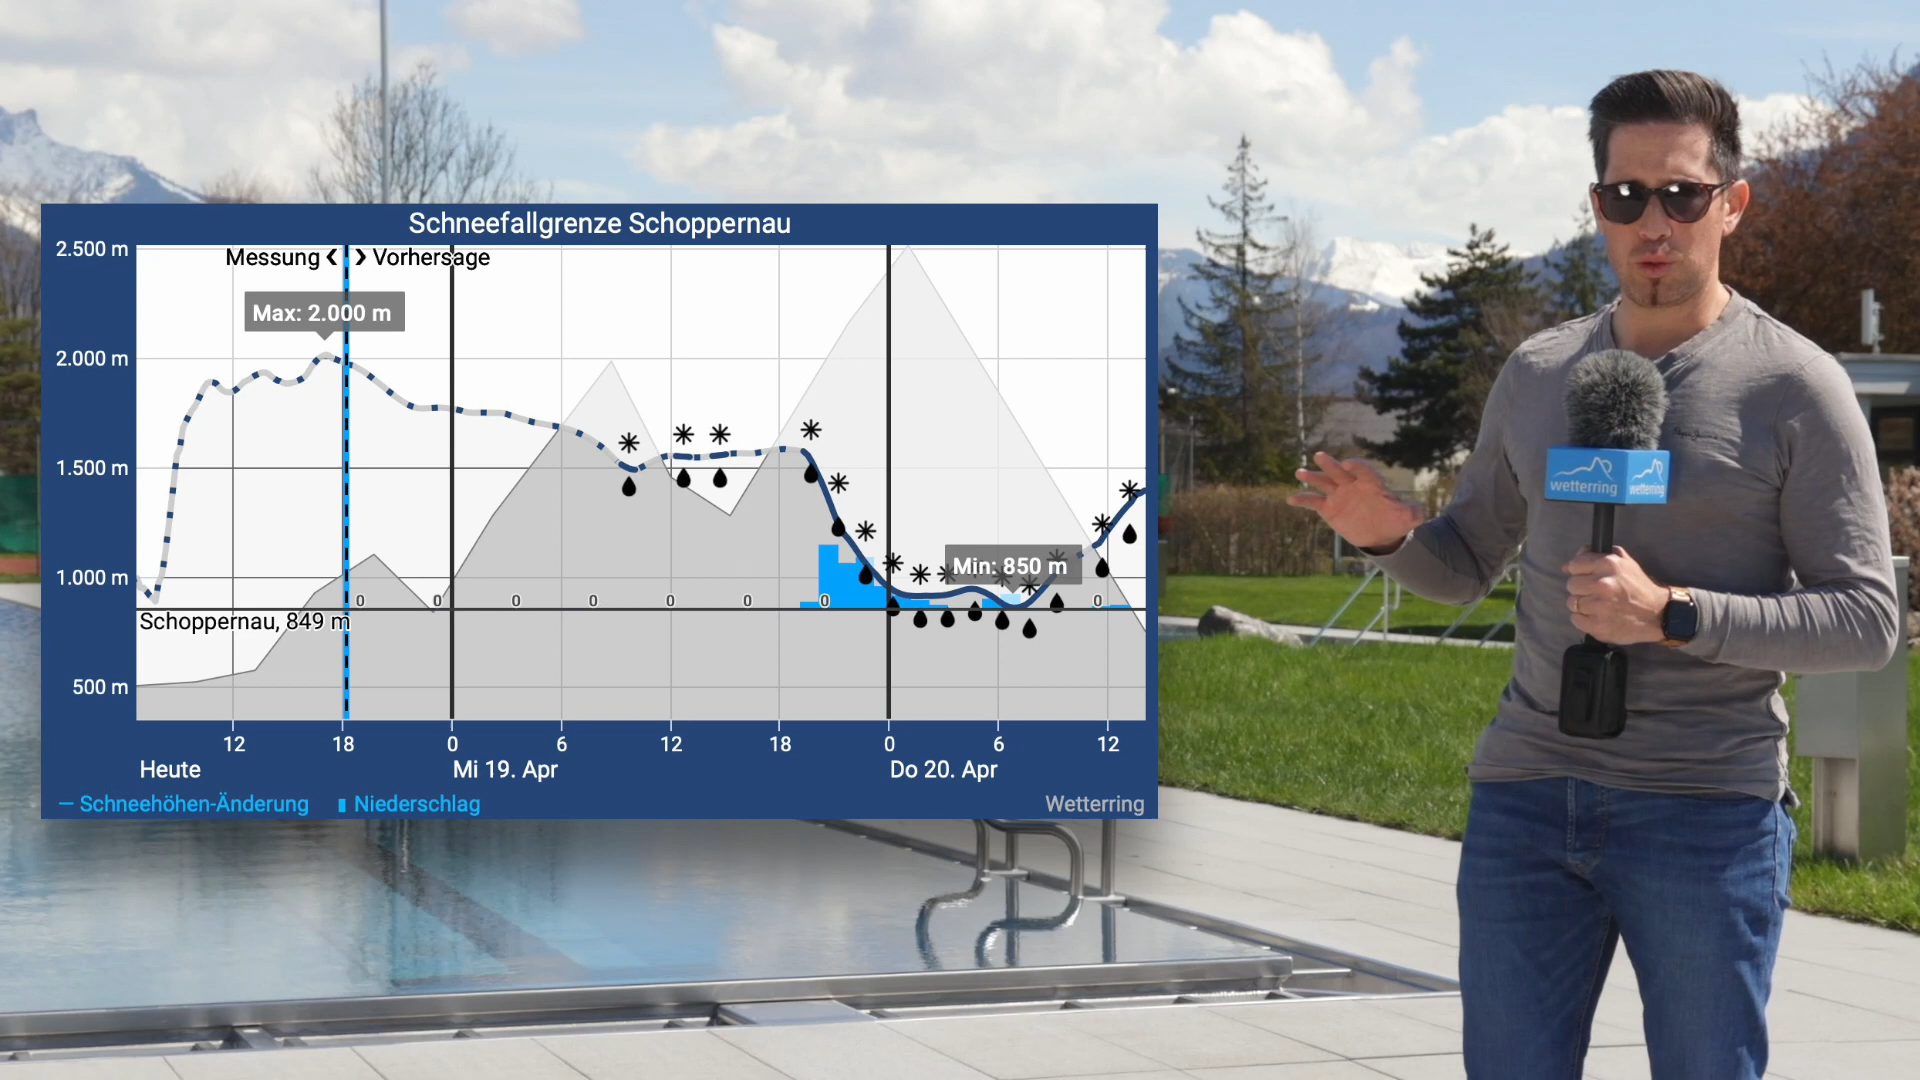 Schneefallgrenze Schoppernau
2.500 m
Messung ❮ ❯ Vorhersage
Max: 2.000 m
2.000 m
1.500 m
1.000 m
Min: 850 m
0 0 0 0 0 0 0 0
Schoppernau, 849 m
500 m
12 18 0 6 12 18 0 6 12
Heute Mi 19. Apr Do 20. Apr
Schneehöhen-Änderung Niederschlag Wetterring
wetterring wetterring